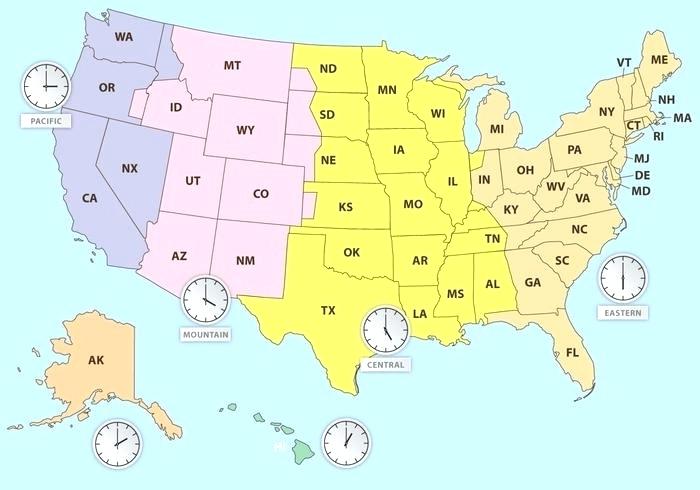 WA
MT
ND
MN
VT
ME
OR
ID
WY
SD
WI
MI
NY
NH
MA
CT
RI
PACIFIC
NX
UT
CO
NE
IA
IL
IN
OH
PA
MJ
DE
MD
WV
VA
CA
KS
MO
KY
NC
AZ
NM
OK
AR
TN
SC
TX
LA
MS
AL
GA
EASTERN
MOUNTAIN
CENTRAL
FL
AK
HI